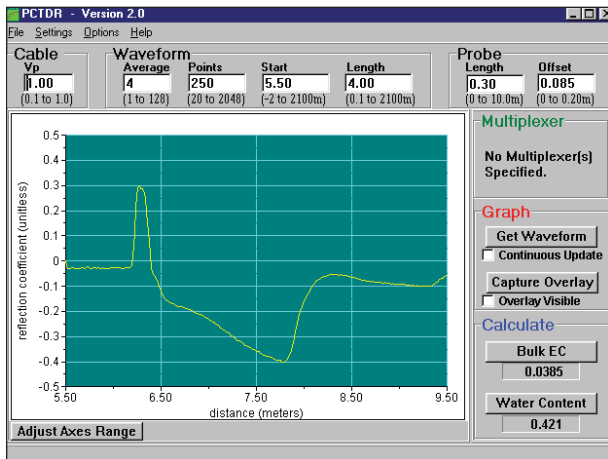 PCTDR - Version 2.0
File Settings Options Help
Cable
Vp
1.00
(0.1 to 1.0)
Waveform
Average Points Start Length
4 250 5.50 4.00
(1 to 128) (20 to 2048) (-2 to 2100m) (0.1 to 2100m)
Probe
Length Offset
0.30 0.085
(0 to 10.0m) (0 to 0.20m)
reflection coefficient (unitless)
0.5
0.4
0.3
0.2
0.1
0
-0.1
-0.2
-0.3
-0.4
-0.5
5.50 6.50 7.50 8.50 9.50
distance (meters)
Adjust Axes Range
Multiplexer
No Multiplexer(s)
Specified.
Graph
Get Waveform
Continuous Update
Capture Overlay
Overlay Visible
Calculate
Bulk EC
0.0385
Water Content
0.421